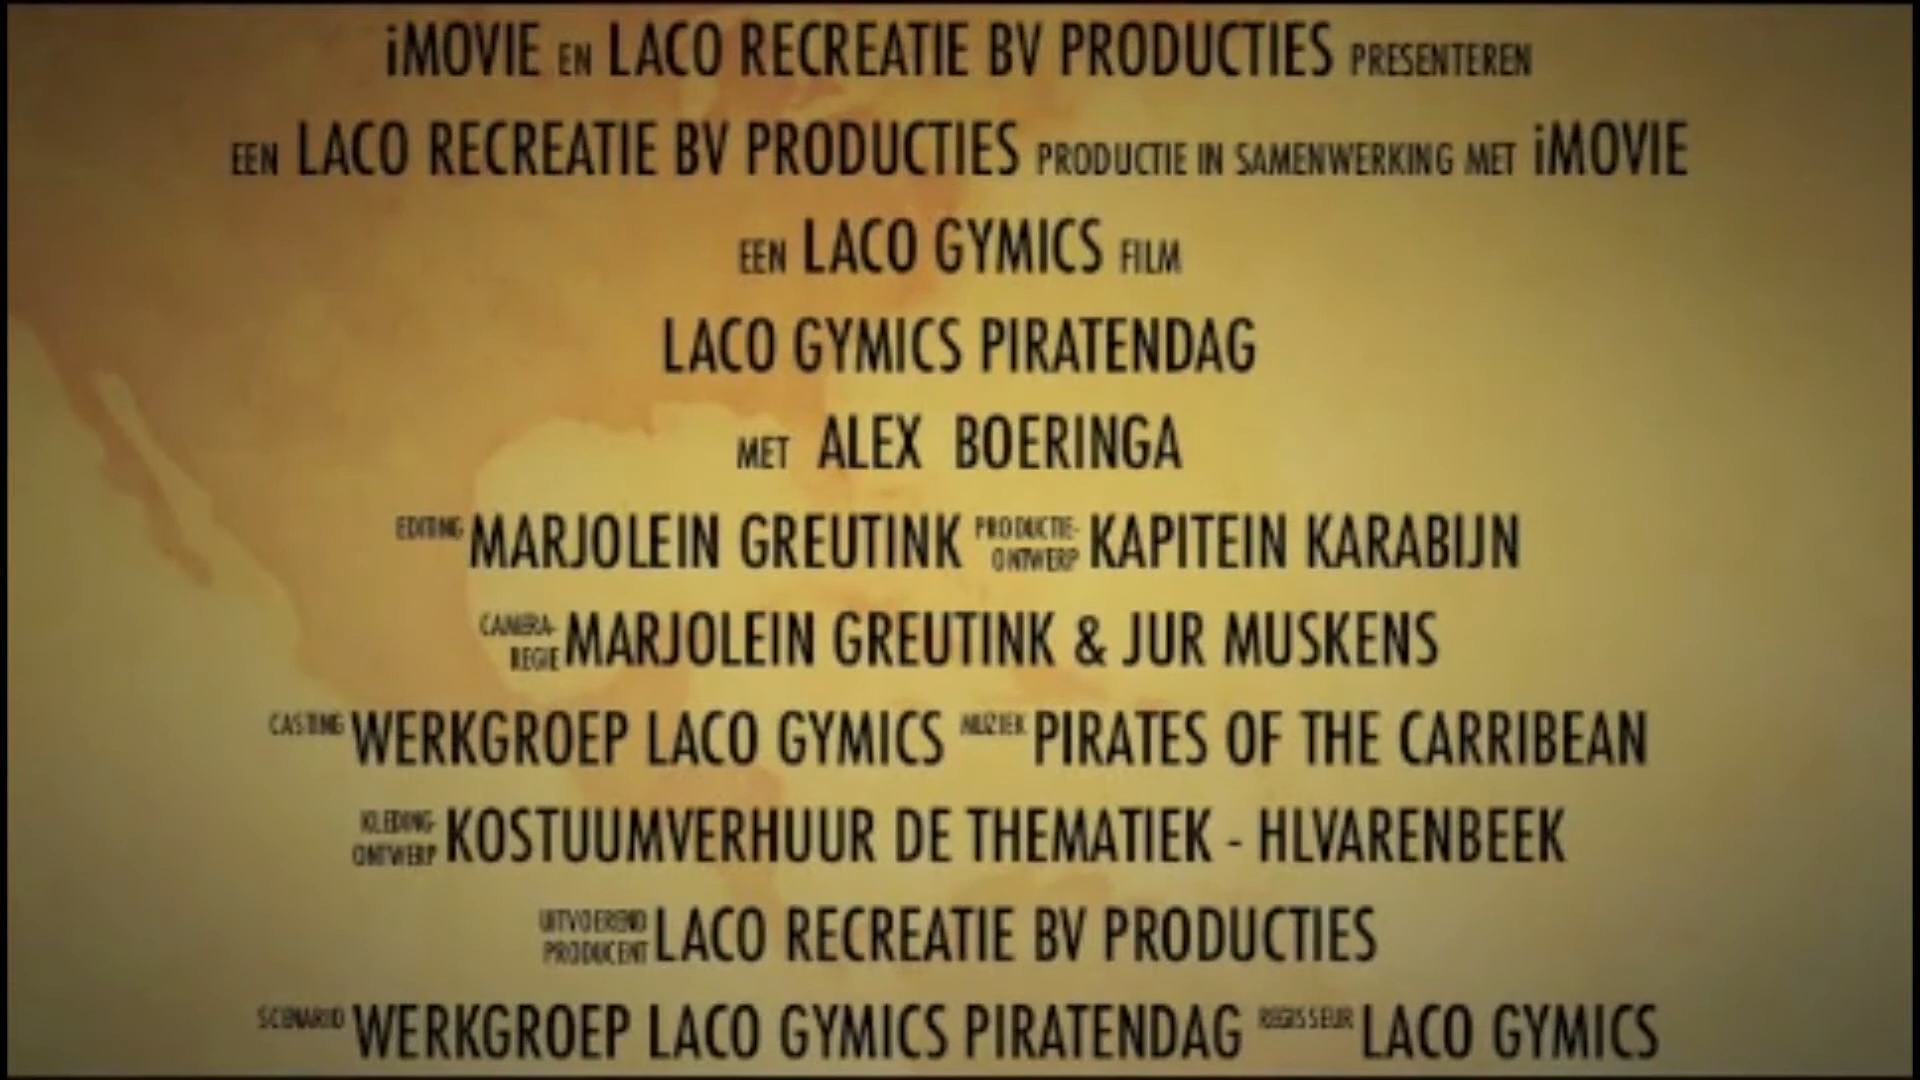 iMOVIE EN LACO RECREATIE BV PRODUCTIES PRESENTEREN
EEN LACO RECREATIE BV PRODUCTIES PRODUCTIE IN SAMENWERKING MET iMOVIE
EEN LACO GYMICS FILM
LACO GYMICS PIRATENDAG
MET ALEX BOERINGA
EDITING MARJOLEIN GREUTINK PRODUCTIE-ONTWERP KAPITEIN KARABIJN
CAMERA-REGIE MARJOLEIN GREUTINK & JUR MUSKENS
CASTING WERKGROEP LACO GYMICS MUZIEK PIRATES OF THE CARRIBEAN
KLEDING-ONTWERP KOSTUUMVERHUUR DE THEMATIEK - HLVARENBEEK
UITVOEREND PRODUCENT LACO RECREATIE BV PRODUCTIES
SCENARIO WERKGROEP LACO GYMICS PIRATENDAG REGISSEUR LACO GYMICS